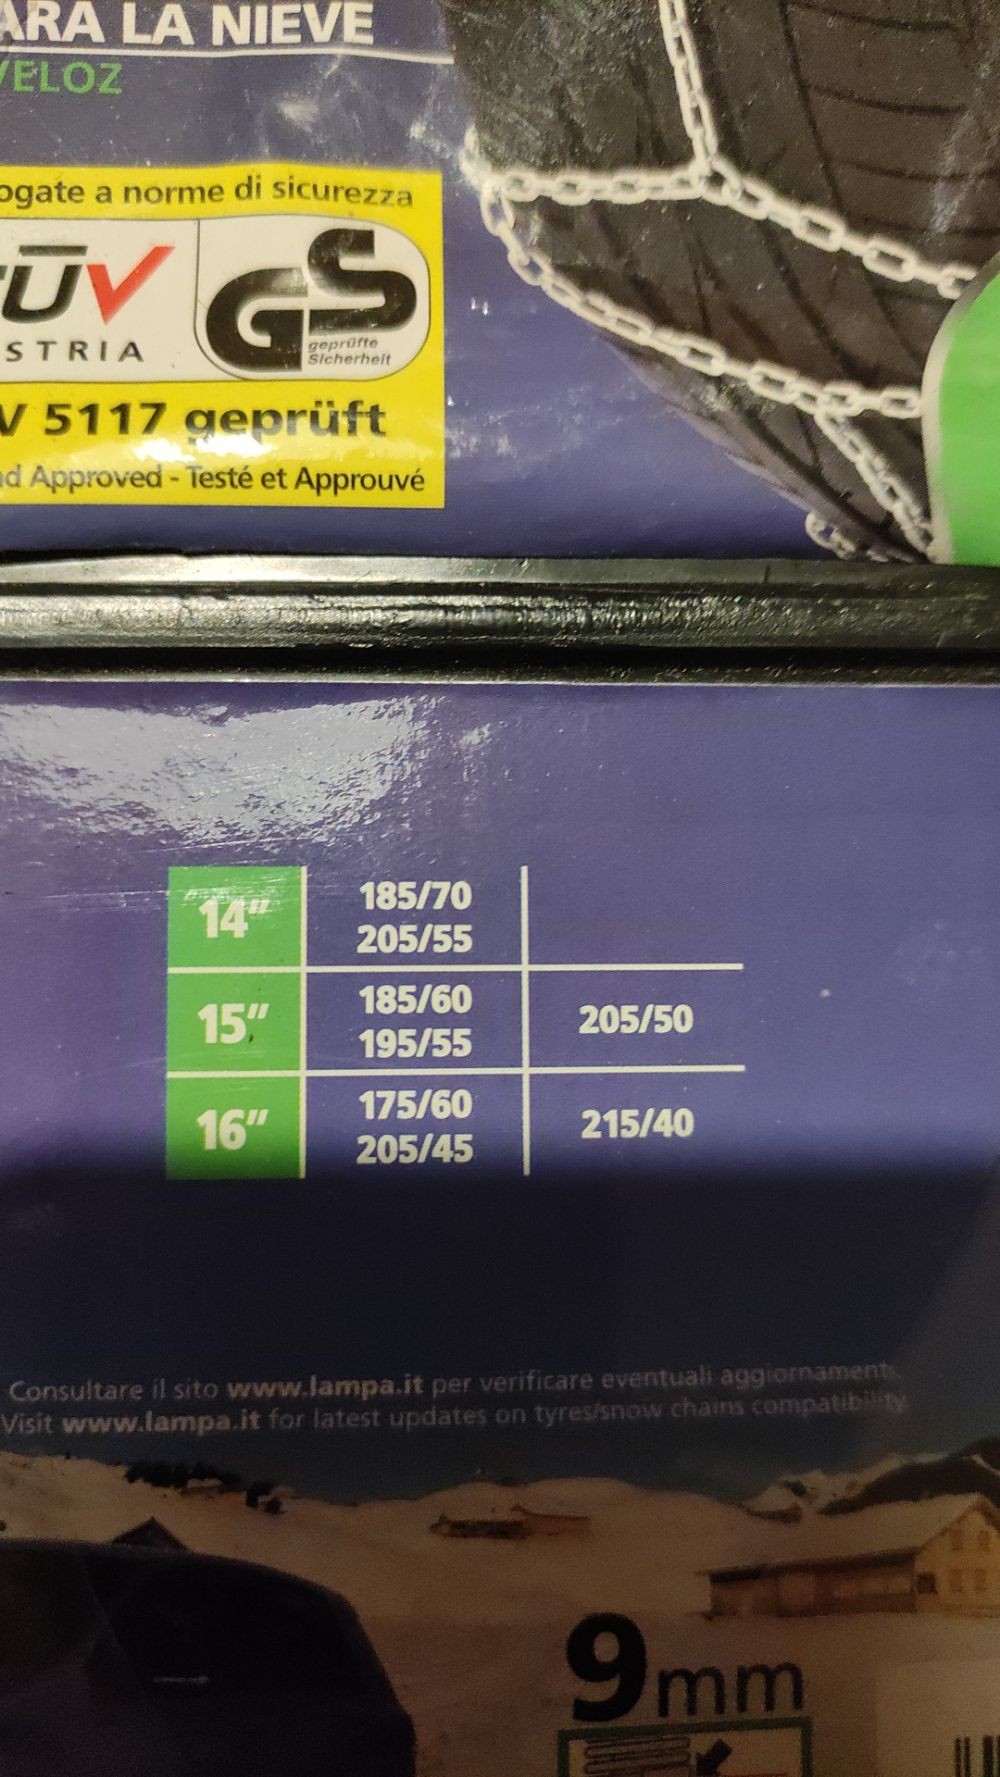 ARA LA NIEVE
VELOZ
ogate a norme di sicurezza
TÜV
STRIA
GS
geprüfte
Sicherheit
V 5117 geprüft
nd Approved - Testé et Approuvé
14" 185/70
205/55
15" 185/60 205/50
195/55
16" 175/60 215/40
205/45
Consultare il sito www.lampa.it per verificare eventuali aggiornamenti.
Visit www.lampa.it for latest updates on tyres/snow chains compatibility.
9mm